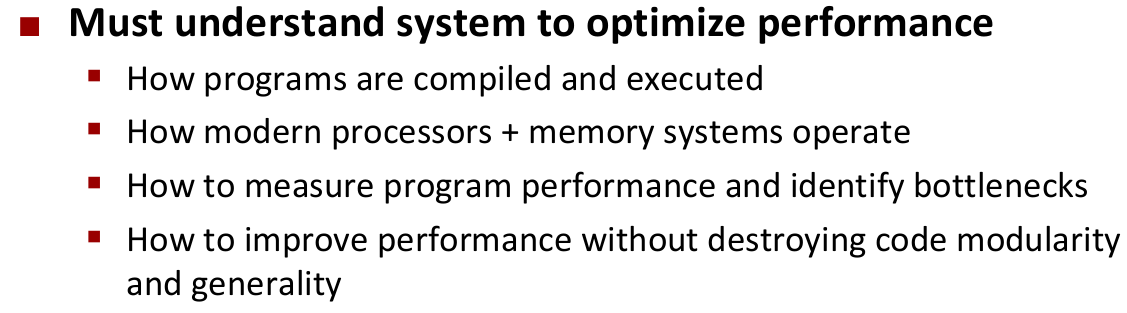 Must understand system to optimize performance
How programs are compiled and executed
How modern processors + memory systems operate
How to measure program performance and identify bottlenecks
How to improve performance without destroying code modularity
and generality